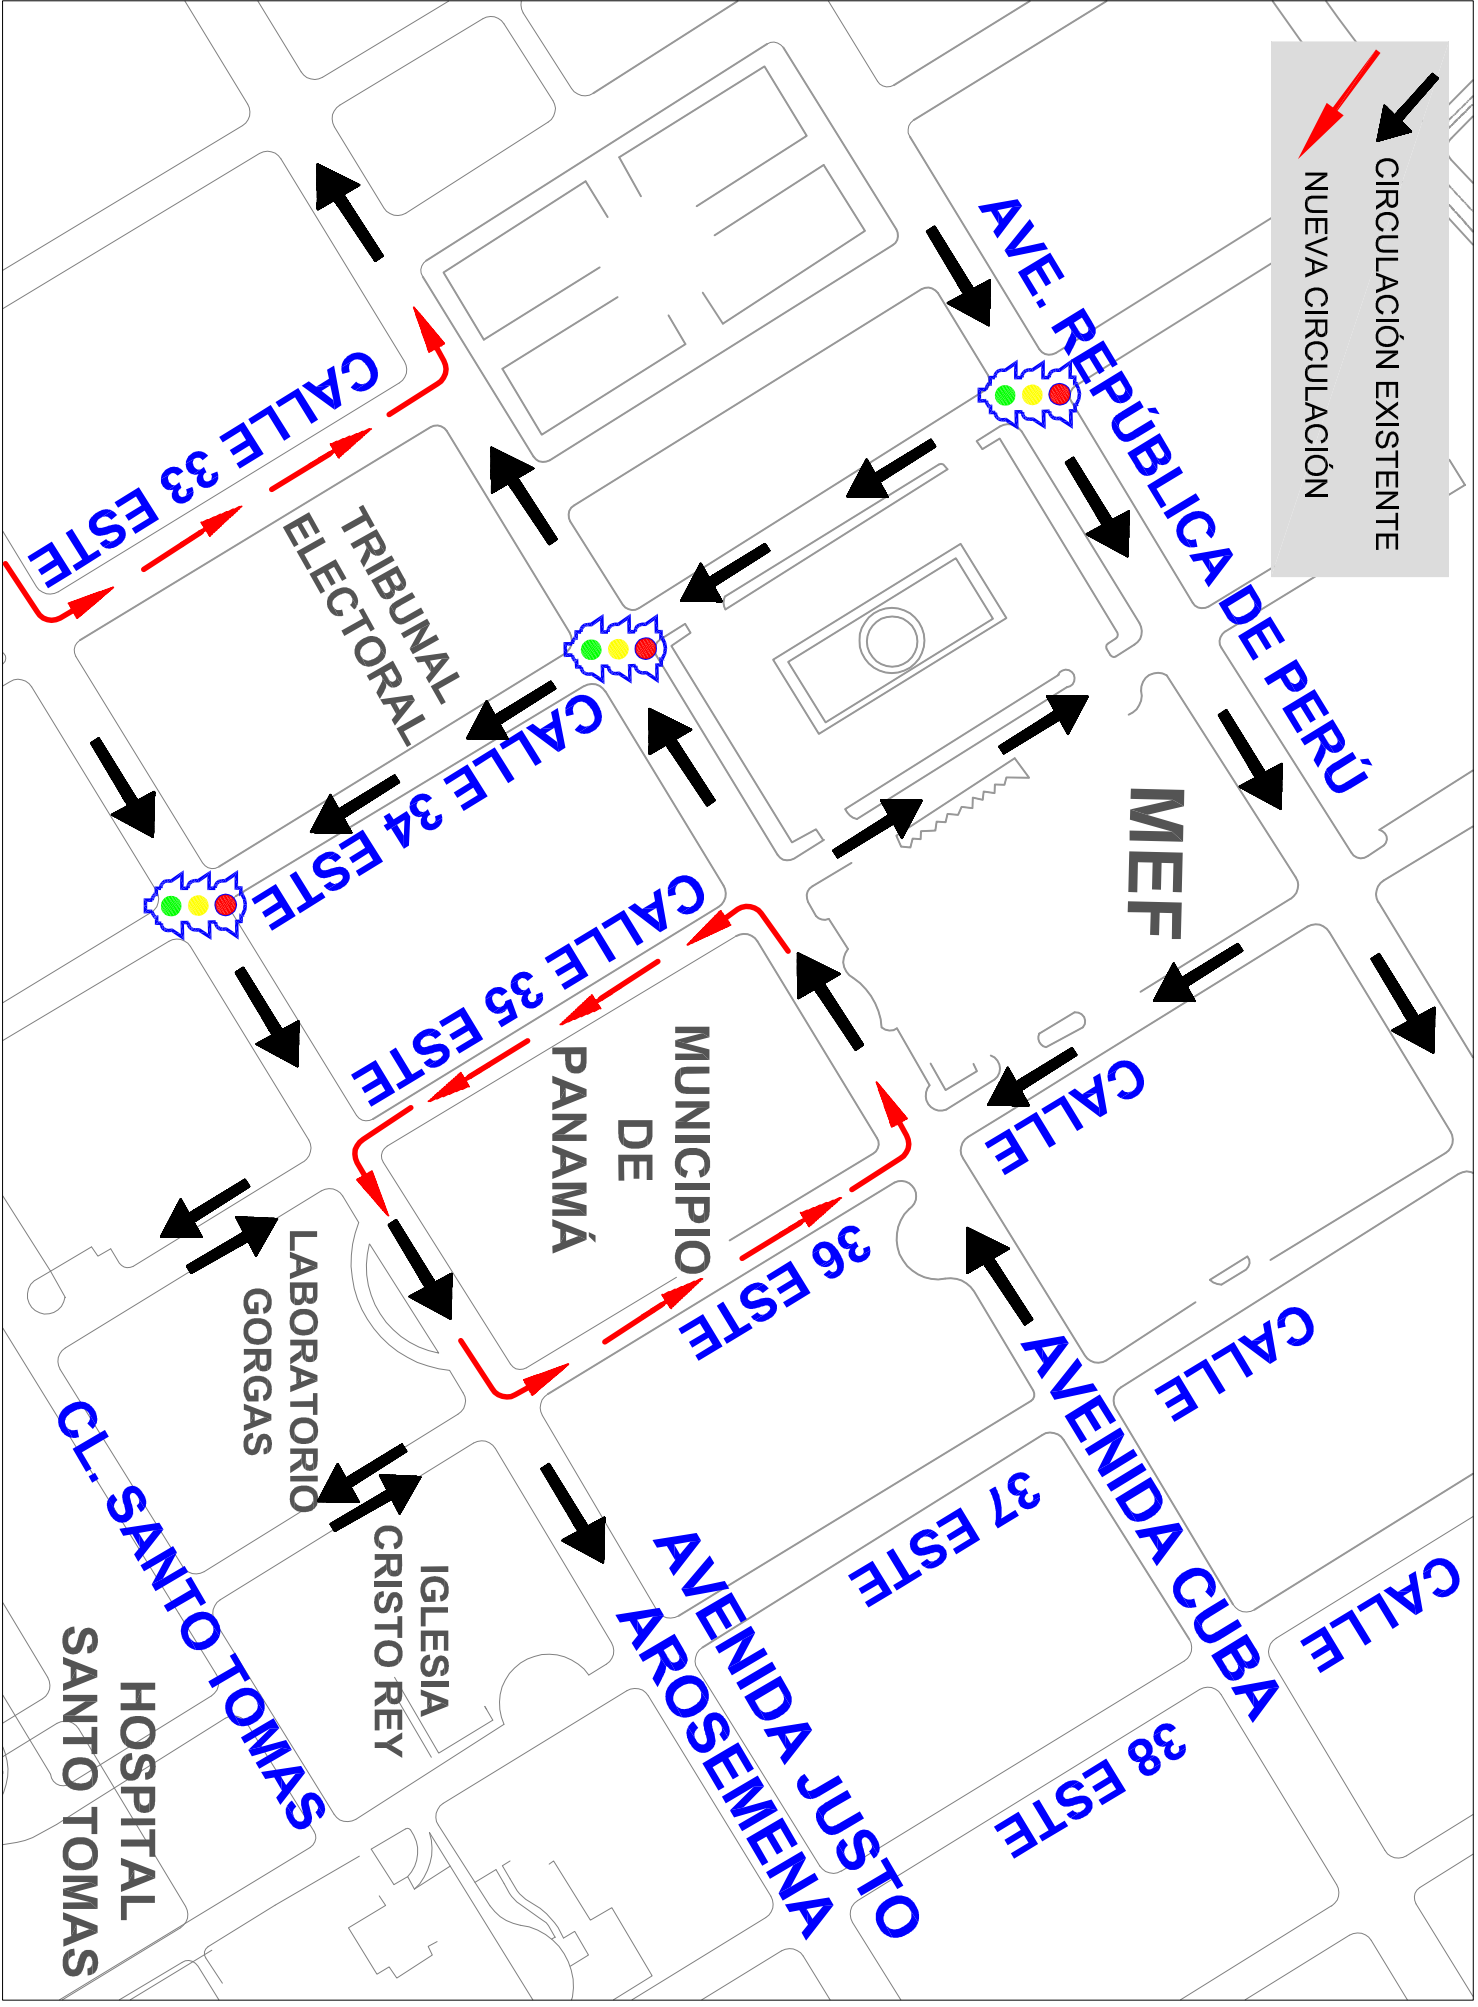 CIRCULACIÓN EXISTENTE
NUEVA CIRCULACIÓN
AVE. REPÚBLICA DE PERÚ
MEF
CALLE 33 ESTE
TRIBUNAL
ELECTORAL
CALLE 34 ESTE
CALLE 35 ESTE
MUNICIPIO
DE
PANAMÁ
CALLE
36 ESTE
CALLE
37 ESTE
CALLE
38 ESTE
AVENIDA CUBA
AVENIDA JUSTO
AROSEMENA
LABORATORIO
GORGAS
IGLESIA
CRISTO REY
CL. SANTO TOMAS
HOSPITAL
SANTO TOMAS